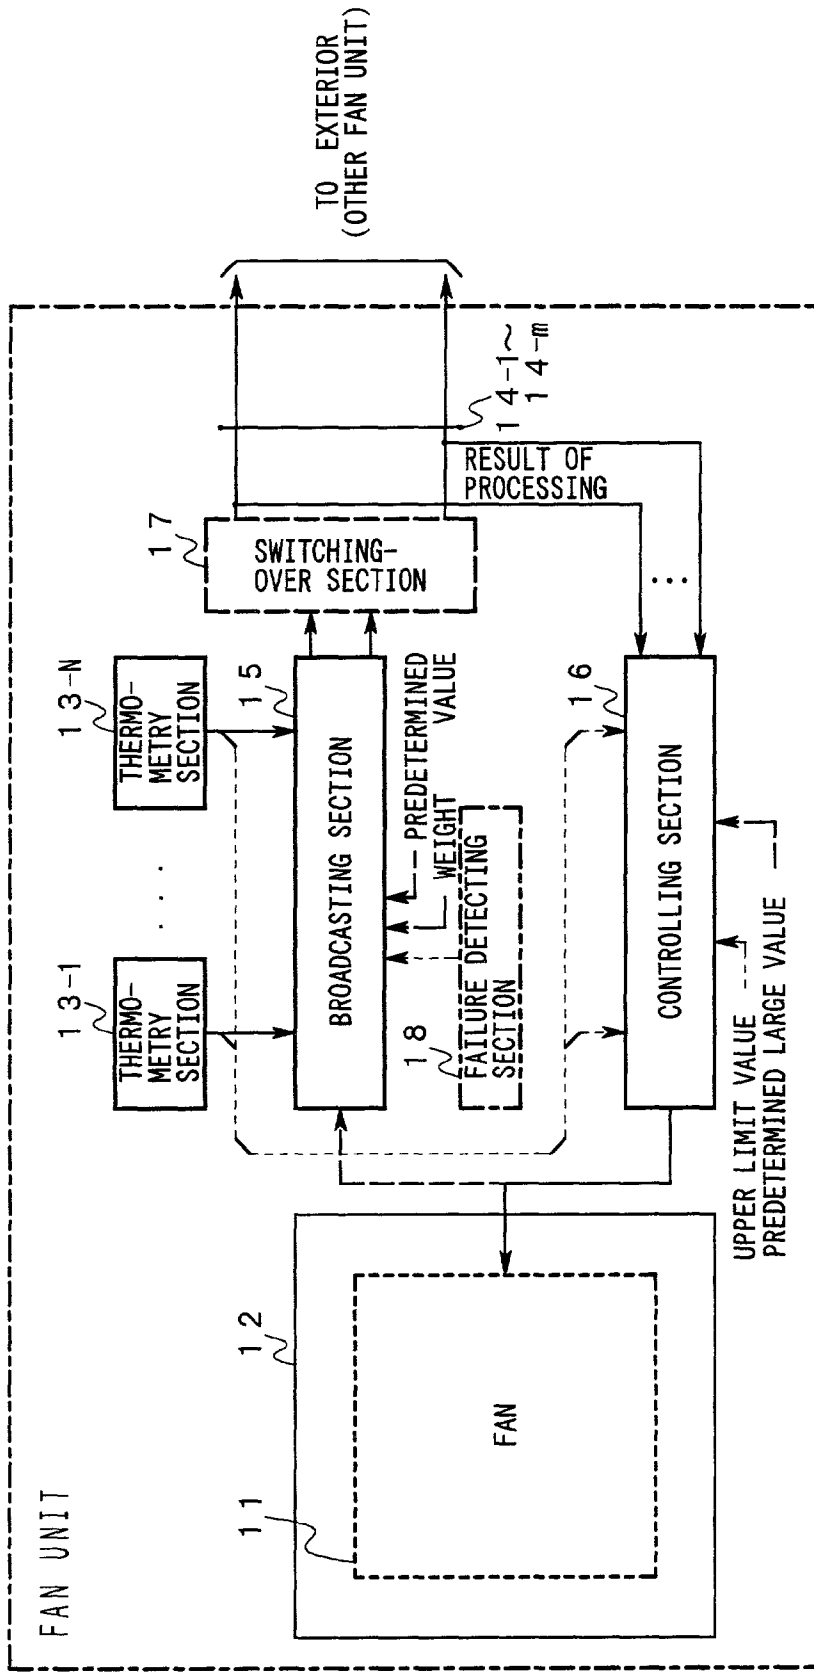 FAN UNIT
11
12
FAN
13-1
THERMO-
METRY
SECTION
. . .
13-N
THERMO-
METRY
SECTION
15
BROADCASTING SECTION
17
SWITCHING-
OVER SECTION
PREDETERMINED
VALUE
WEIGHT
18
FAILURE DETECTING
SECTION
14-1~
14-m
RESULT OF
PROCESSING
...
16
CONTROLLING SECTION
UPPER LIMIT VALUE
PREDETERMINED LARGE VALUE
TO EXTERIOR
(OTHER FAN UNIT)